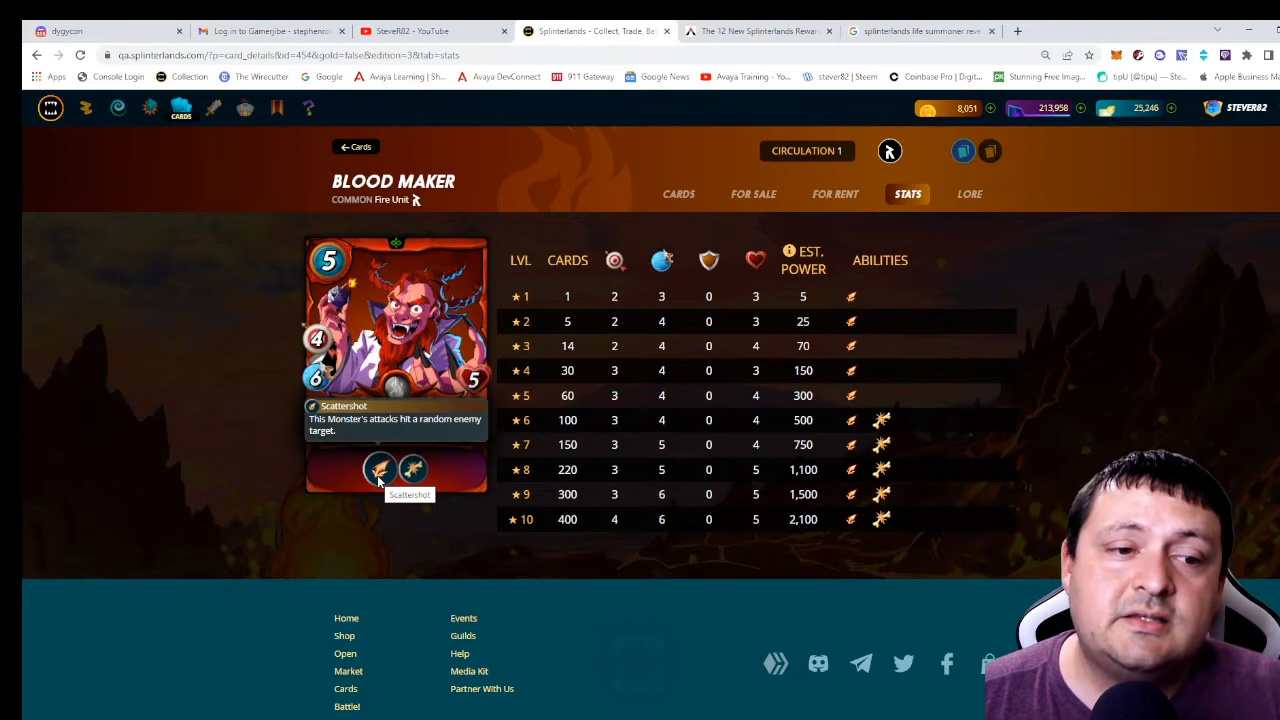 dygycon
Log in to Gamerjibe - stephenrob
SteveR82 - YouTube
Splinterlands - Collect, Trade, Ba
The 12 New Splinterlands Rewar
splinterlands life summoner reve
qa.splinterlands.com/?p=card_details&id=454&gold=false&edition=3&tab=stats
Apps
Console Login
Collection
The Wirecutter
Google
Avaya Learning | Sh...
Avaya DevConnect
911 Gateway
Google News
Avaya Training - Yo...
stever82 | Steem
Coinbase Pro | Digit...
Stunning Free Imag...
tipU (@tipu) — Ste...
Apple Business Ma
CARDS
8,051
213,958
25,246
STEVER82
Cards
CIRCULATION 1
BLOOD MAKER
COMMON Fire Unit
CARDS FOR SALE FOR RENT STATS LORE
5
4
6
5
Scattershot
This Monster's attacks hit a random enemy
target.
Scattershot
LVL CARDS EST. POWER ABILITIES
1 1 2 3 0 3 5
2 5 2 4 0 3 25
3 14 2 4 0 3 70
4 30 3 4 0 4 150
5 60 3 4 0 4 300
6 100 3 4 0 4 500
7 150 3 5 0 4 750
8 220 3 5 0 5 1,100
9 300 3 6 0 5 1,500
10 400 4 6 0 5 2,100
Home
Shop
Open
Market
Cards
Battle!
Events
Guilds
Help
Media Kit
Partner With Us